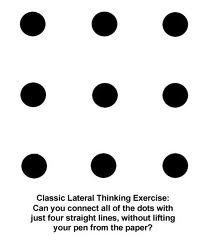 Classic Lateral Thinking Exercise:
Can you connect all of the dots with
just four straight lines, without lifting
your pen from the paper?